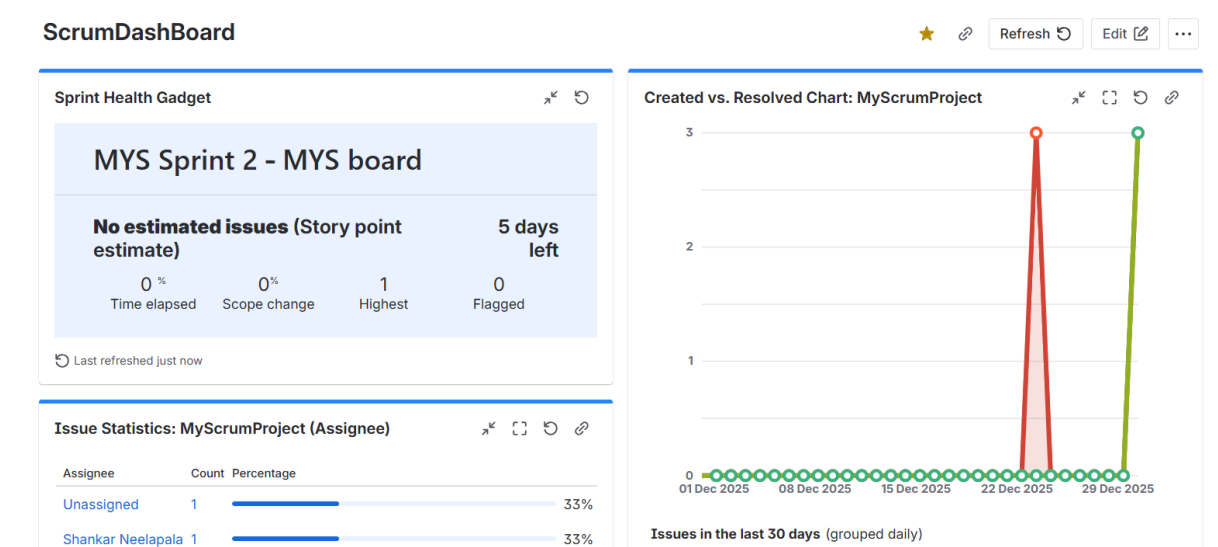 ScrumDashBoard
Refresh
Edit
Sprint Health Gadget
MYS Sprint 2 - MYS board
No estimated issues (Story point estimate)
5 days left
0 %
Time elapsed
0%
Scope change
1
Highest
0
Flagged
Last refreshed just now
Issue Statistics: MyScrumProject (Assignee)
Assignee Count Percentage
Unassigned 1 33%
Shankar Neelapala 1 33%
Created vs. Resolved Chart: MyScrumProject
3
2
1
0
01 Dec 2025 08 Dec 2025 15 Dec 2025 22 Dec 2025 29 Dec 2025
Issues in the last 30 days (grouped daily)